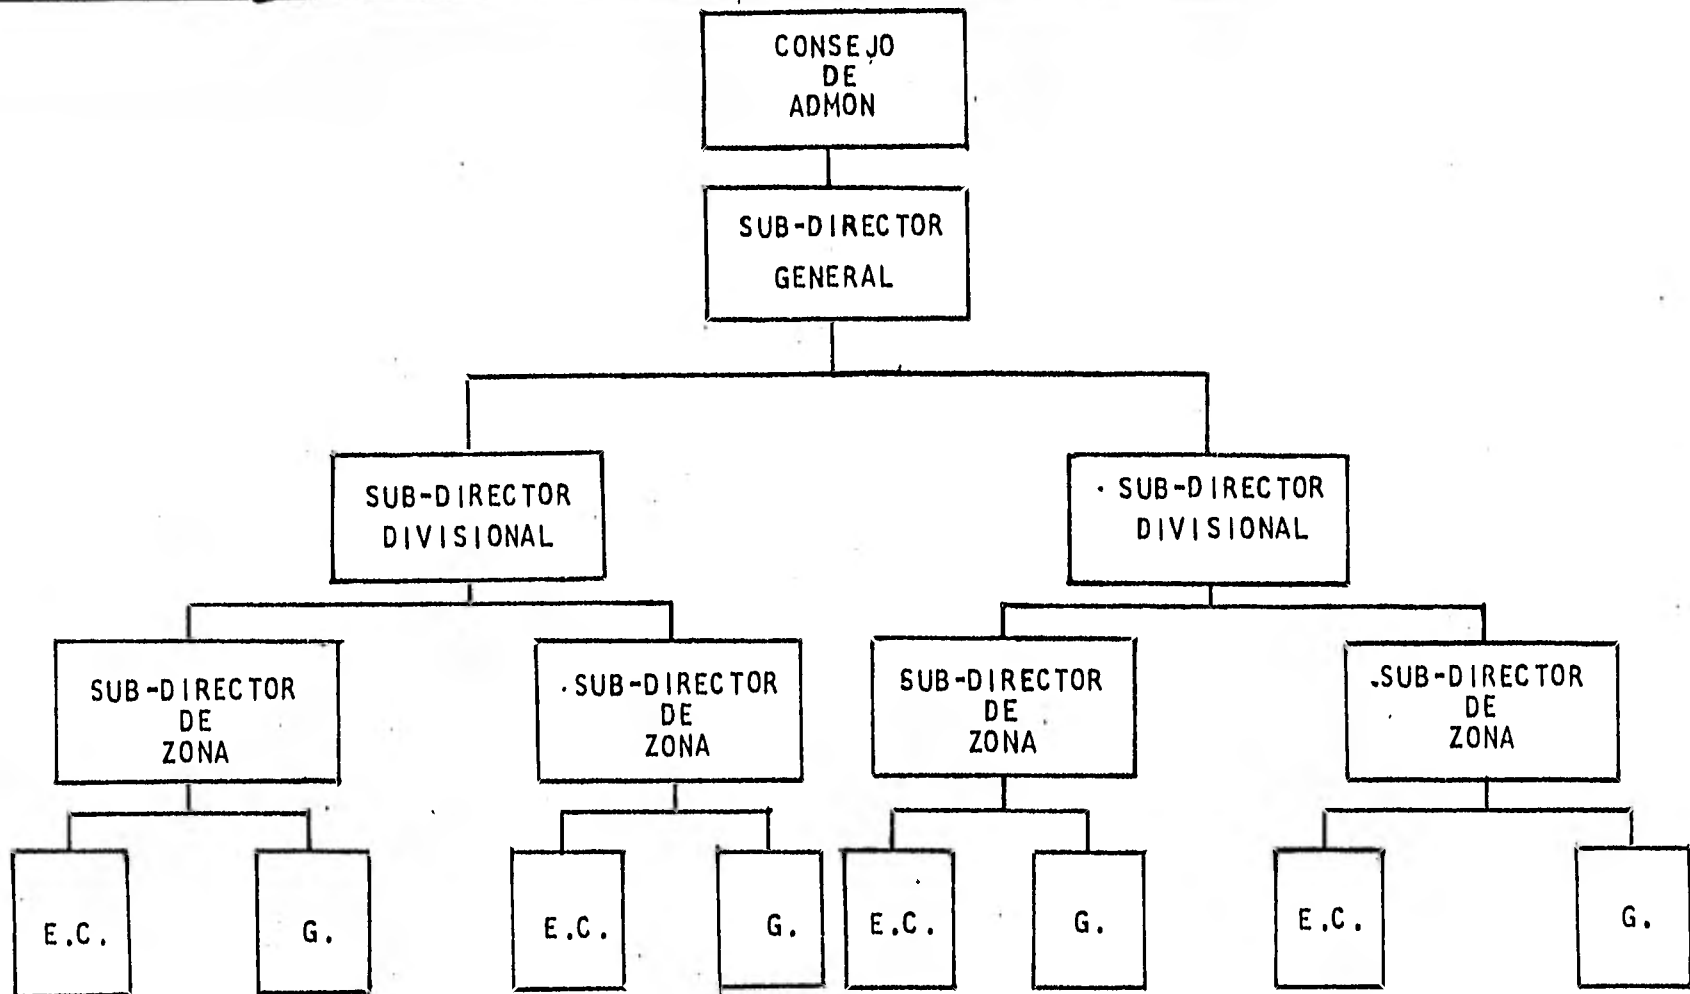 CONSEJO
DE
ADMON
SUB-DIRECTOR
GENERAL
SUB-DIRECTOR
DIVISIONAL
SUB-DIRECTOR
DIVISIONAL
SUB-DIRECTOR
DE
ZONA
SUB-DIRECTOR
DE
ZONA
SUB-DIRECTOR
DE
ZONA
SUB-DIRECTOR
DE
ZONA
E.C.
G.
E.C.
G.
E.C.
G.
E.C.
G.